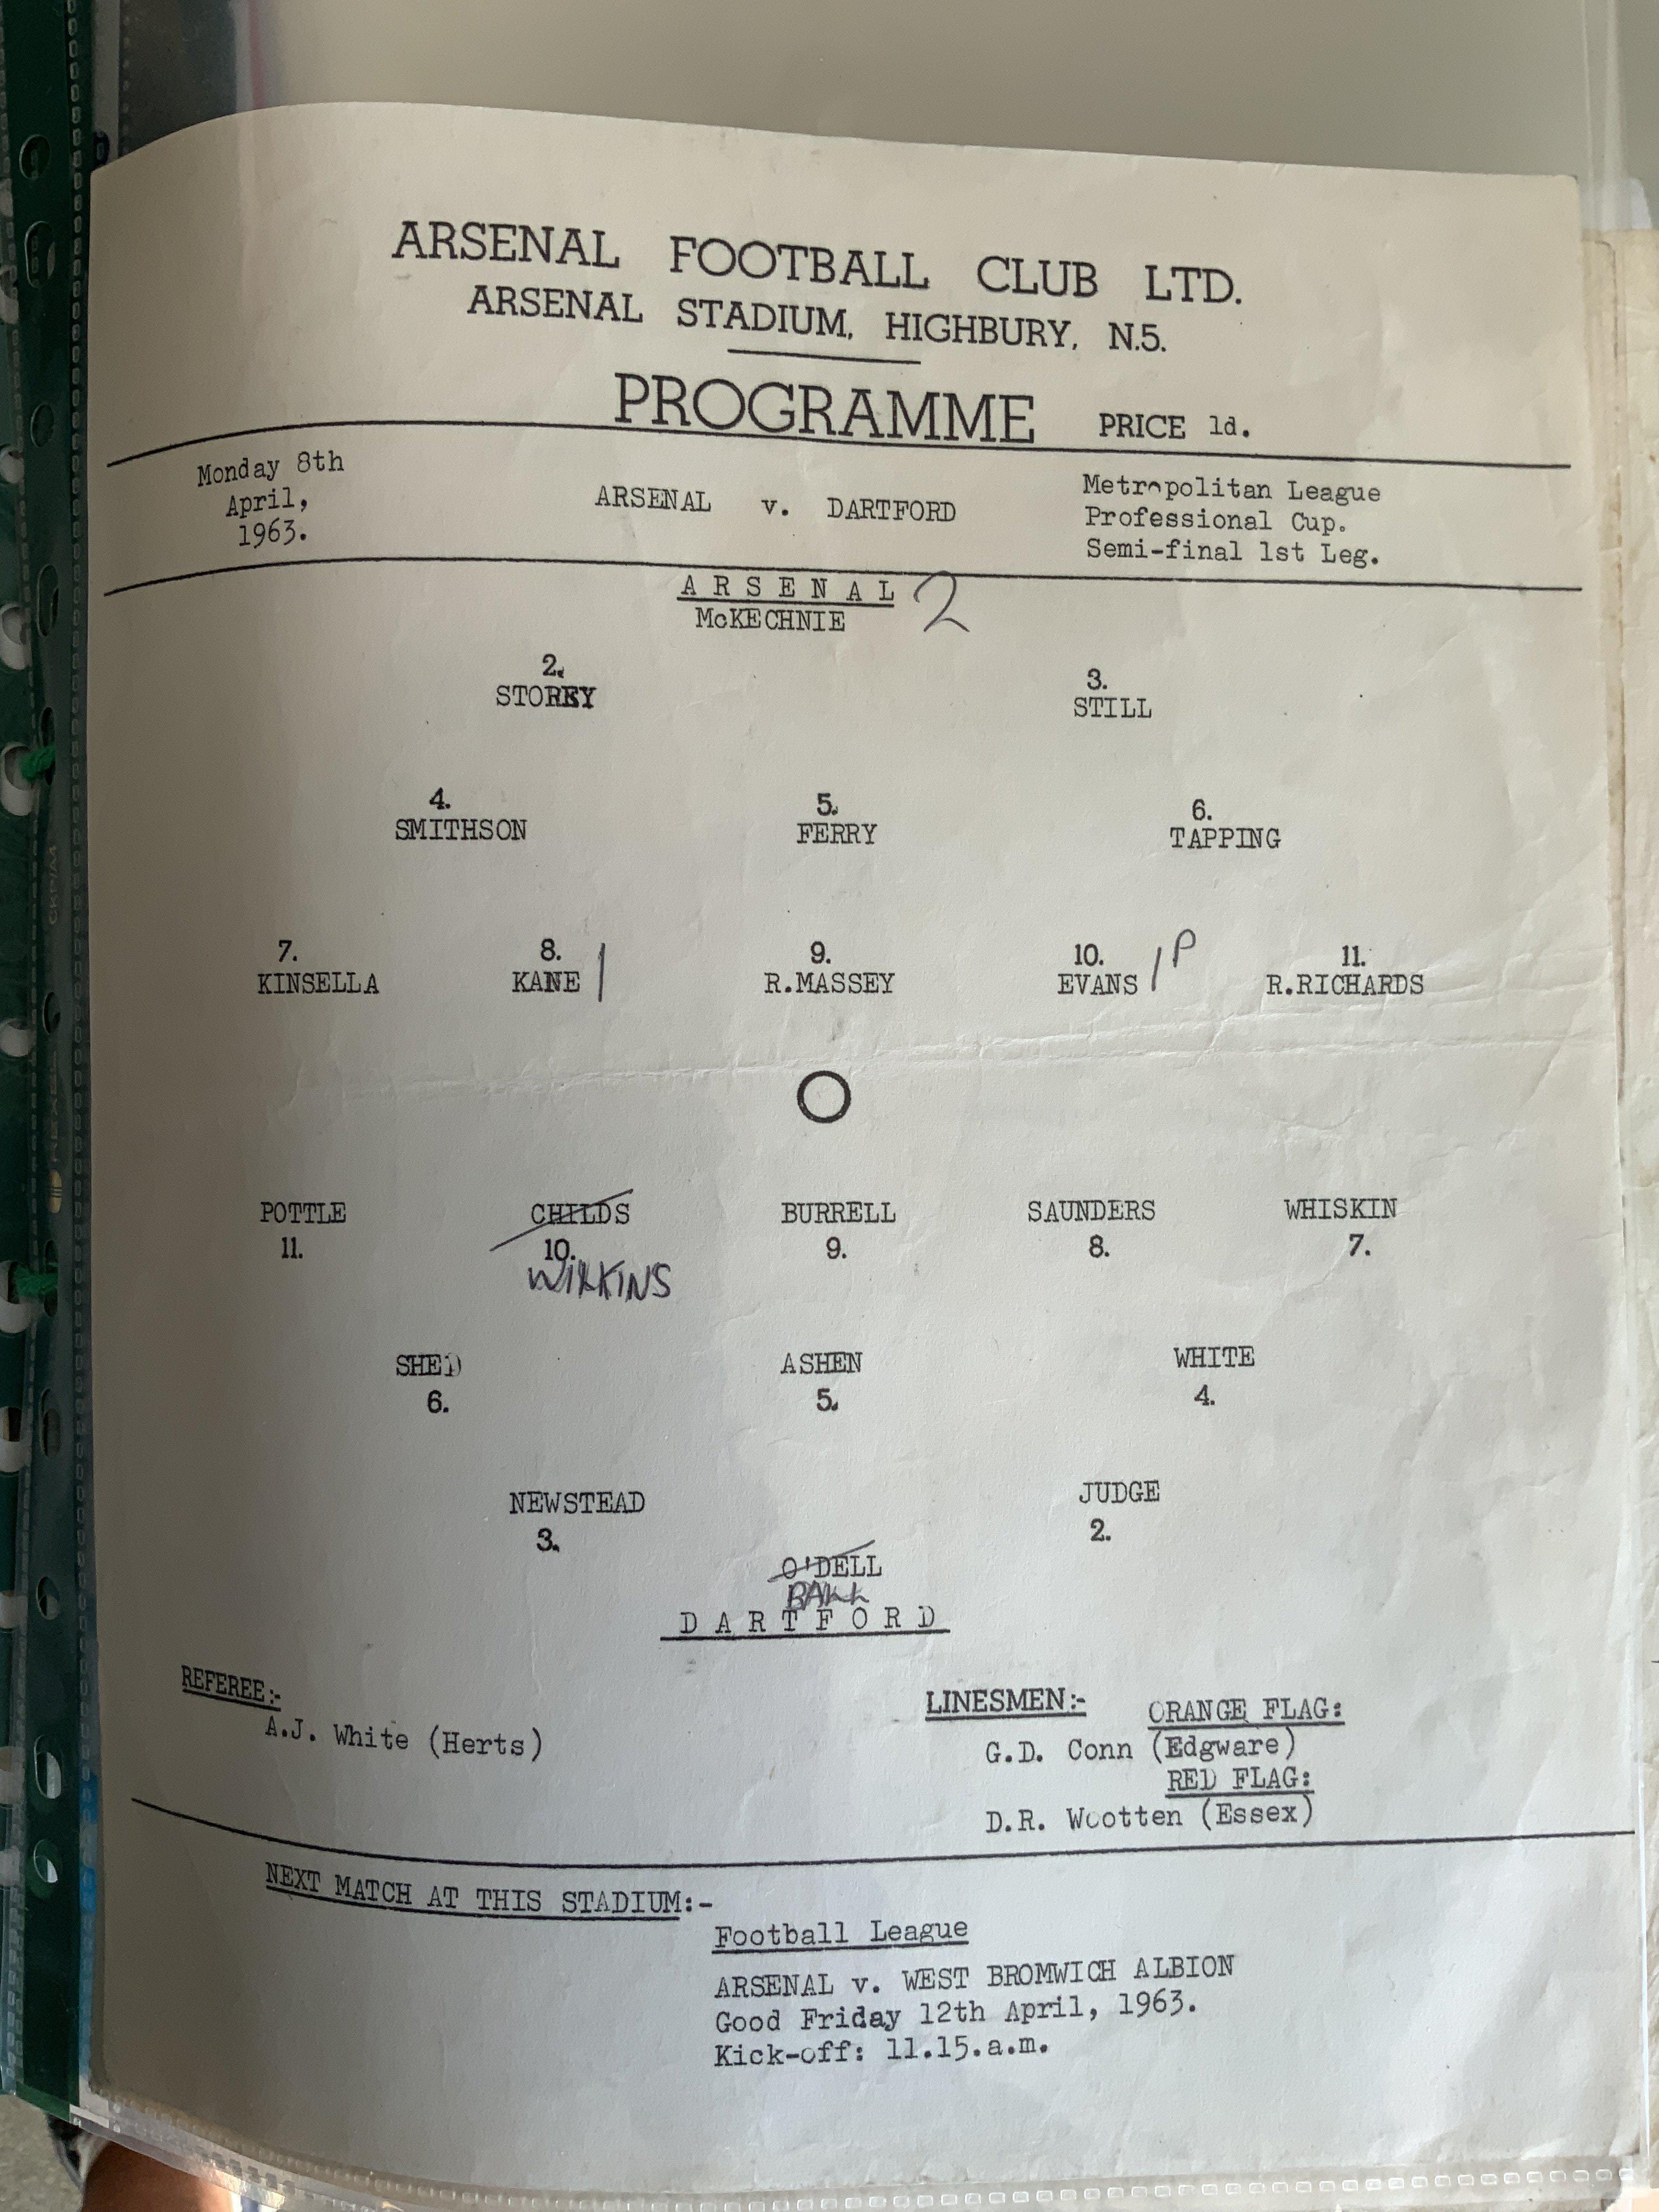 ARSENAL FOOTBALL CLUB LTD.
ARSENAL STADIUM, HIGHBURY, N.5.
PROGRAMME PRICE 1d.
Monday 8th
April,
1963.
ARSENAL v. DARTFORD
Metropolitan League
Professional Cup.
Semi-final 1st Leg.
ARSENAL 2
McKECHNIE
2. 3.
STOREY STILL
4. 5. 6.
SMITHSON FERRY TAPPING
7. 8. 9. 10. 11.
KINSELLA KANE 1 R.MASSEY EVANS 1 P R.RICHARDS
POTTLE CHILDS BURRELL SAUNDERS WHISKIN
11. 10. 9. 8. 7.
WILKINS
SHED ASHEN WHITE
6. 5. 4.
NEWSTEAD JUDGE
3. 2.
O'DELL
BALL
DARTFORD
REFEREE:-
A.J. White (Herts)
LINESMEN:- ORANGE FLAG:
G.D. Conn (Edgware)
RED FLAG:
D.R. Wootten (Essex)
NEXT MATCH AT THIS STADIUM:-
Football League
ARSENAL v. WEST BROMWICH ALBION
Good Friday 12th April, 1963.
Kick-off: 11.15.a.m.